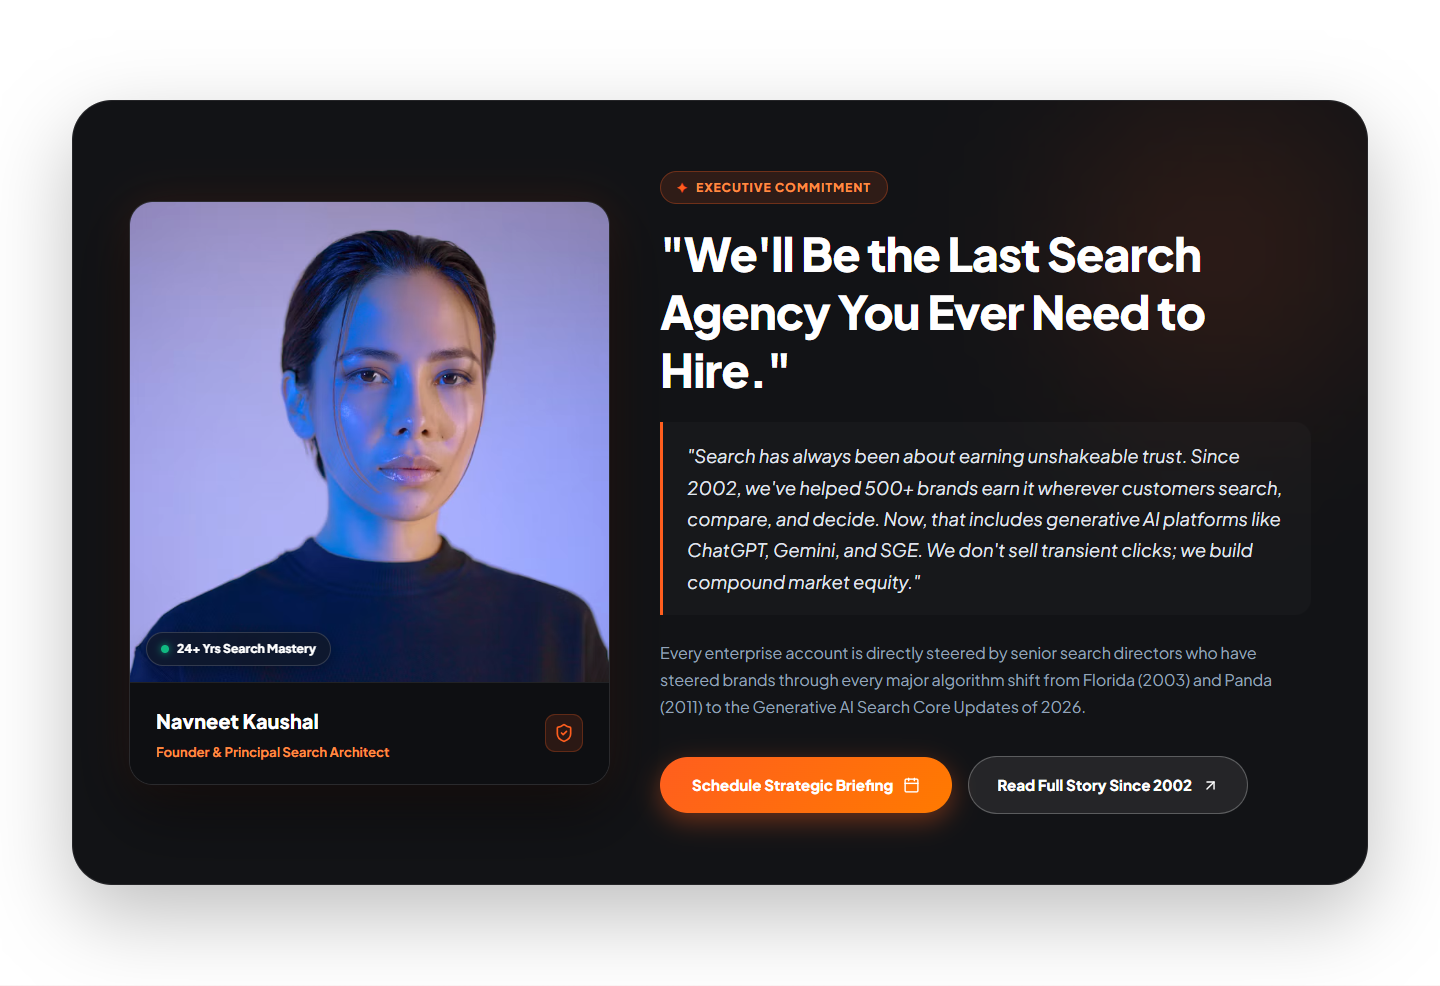 EXECUTIVE COMMITMENT
"We'll Be the Last Search
Agency You Ever Need to
Hire."
"Search has always been about earning unshakeable trust. Since
2002, we've helped 500+ brands earn it wherever customers search,
compare, and decide. Now, that includes generative AI platforms like
ChatGPT, Gemini, and SGE. We don't sell transient clicks; we build
compound market equity."
Every enterprise account is directly steered by senior search directors who have
steered brands through every major algorithm shift from Florida (2003) and Panda
(2011) to the Generative AI Search Core Updates of 2026.
Schedule Strategic Briefing
Read Full Story Since 2002
24+ Yrs Search Mastery
Navneet Kaushal
Founder & Principal Search Architect